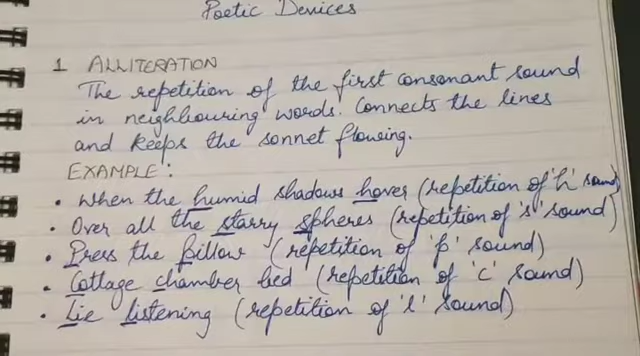 Poetic Devices
1 ALLITERATION
The repetition of the first consonant sound
in neighbouring words. Connects the lines
and keeps the sonnet flowing.
EXAMPLE:
• When the humid shadows hover (repetition of 'h' sound)
• Over all the starry spheres (repetition of 's' sound)
• Press the pillow (repetition of 'p' sound)
• Cottage chamber bed (repetition of 'c' sound)
• Lie listening (repetition of 'l' sound)